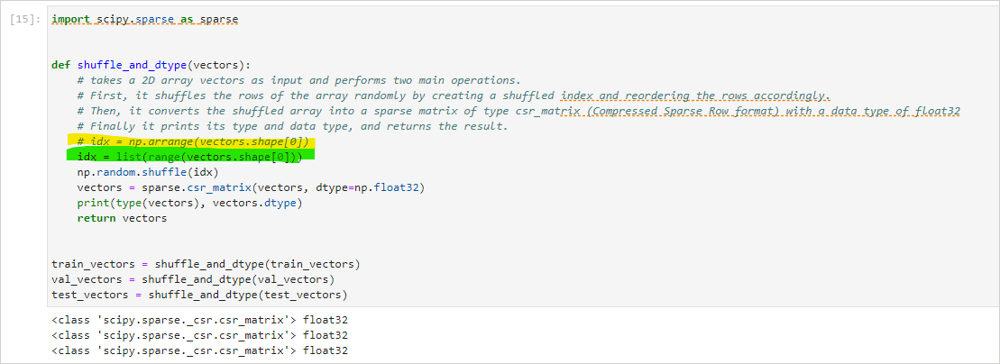 [15]: import scipy.sparse as sparse
def shuffle_and_dtype(vectors):
# takes a 2D array vectors as input and performs two main operations.
# First, it shuffles the rows of the array randomly by creating a shuffled index and reordering the rows accordingly.
# Then, it converts the shuffled array into a sparse matrix of type csr_matrix (Compressed Sparse Row format) with a data type of float32
# Finally it prints its type and data type, and returns the result.
# idx = np.arrange(vectors.shape[0])
idx = list(range(vectors.shape[0]))
np.random.shuffle(idx)
vectors = sparse.csr_matrix(vectors, dtype=np.float32)
print(type(vectors), vectors.dtype)
return vectors
train_vectors = shuffle_and_dtype(train_vectors)
val_vectors = shuffle_and_dtype(val_vectors)
test_vectors = shuffle_and_dtype(test_vectors)
<class 'scipy.sparse._csr.csr_matrix'> float32
<class 'scipy.sparse._csr.csr_matrix'> float32
<class 'scipy.sparse._csr.csr_matrix'> float32